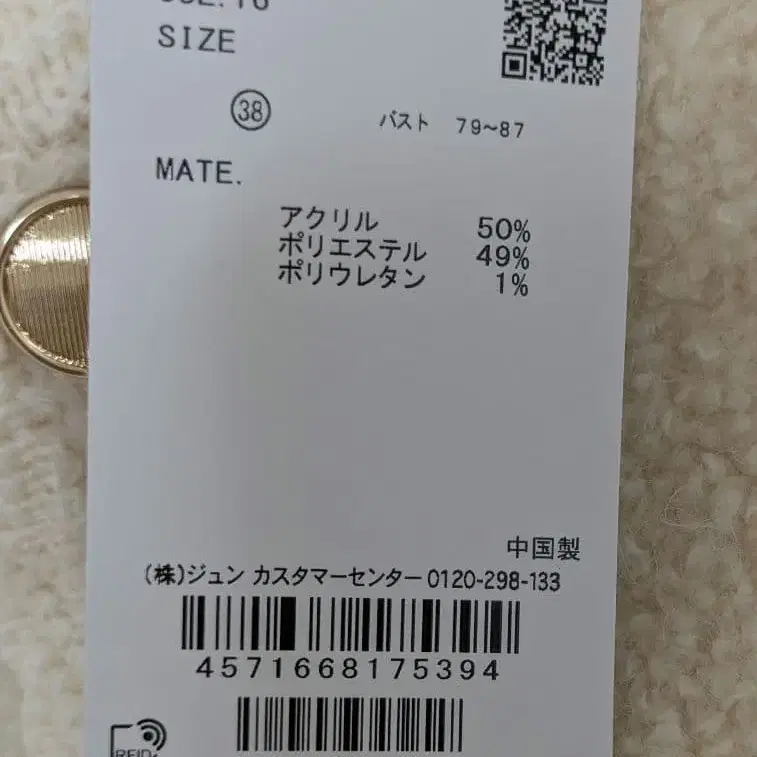 SIZE
㊳ バスト 79~87
MATE.
アクリル 50%
ポリエステル 49%
ポリウレタン 1%
中国製
(株)ジュン カスタマーセンター 0120-298-133
4571668175394
RFID